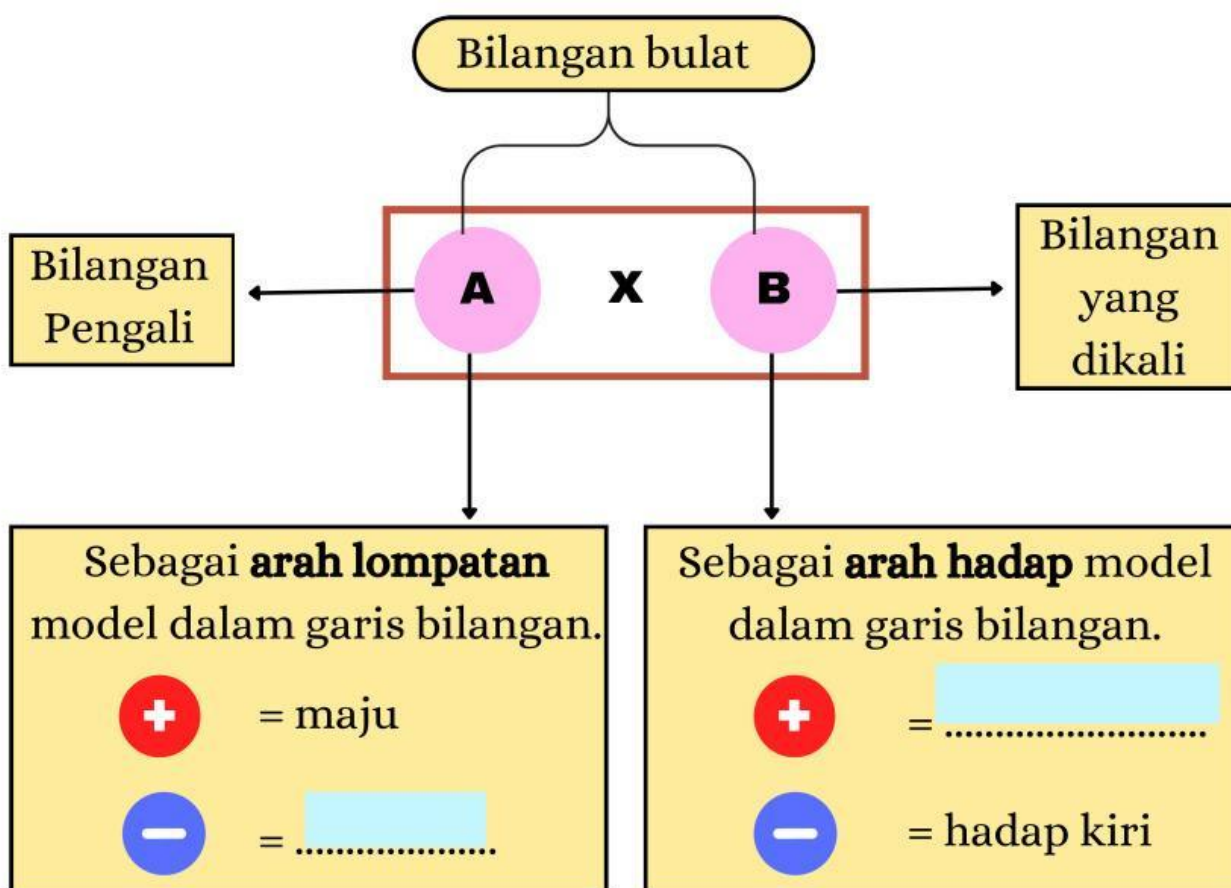 Bilangan bulat
Bilangan
Pengali
A X B
Bilangan
yang
dikali
Sebagai arah lompatan
model dalam garis bilangan.
+ = maju
- = ..............................
Sebagai arah hadap model
dalam garis bilangan.
+ = ..............................
- = hadap kiri